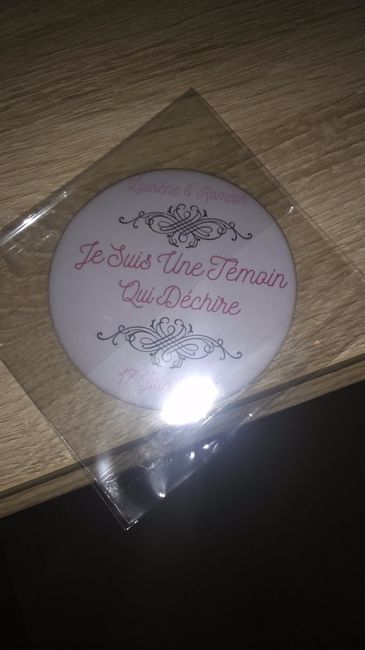 Laurène & Romain
Je Suis Une Témoin
Qui Déchire
17 Juin